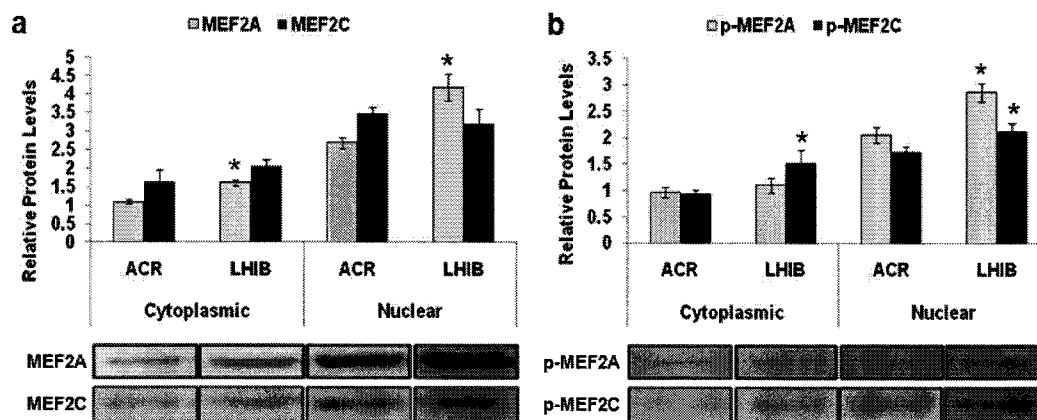 a
MEF2A MEF2C
Relative Protein Levels
5
4.5
4
3.5
3
2.5
2
1.5
1
0.5
0
*
*
ACR LHIB ACR LHIB
Cytoplasmic Nuclear
MEF2A
MEF2C
b
p-MEF2A p-MEF2C
Relative Protein Levels
3.5
3
2.5
2
1.5
1
0.5
0
*
*
*
ACR LHIB ACR LHIB
Cytoplasmic Nuclear
p-MEF2A
p-MEF2C